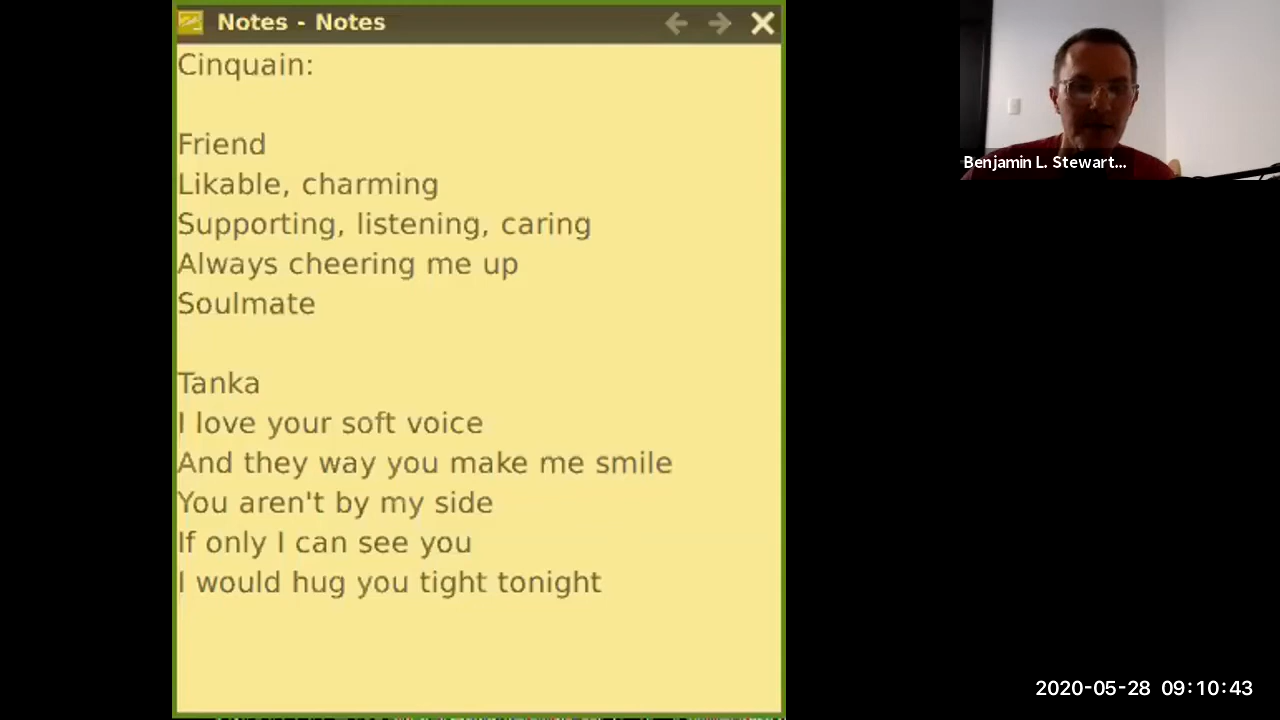 Notes - Notes
Cinquain:
Friend
Likable, charming
Supporting, listening, caring
Always cheering me up
Soulmate
Tanka
I love your soft voice
And they way you make me smile
You aren't by my side
If only I can see you
I would hug you tight tonight
Benjamin L. Stewart...
2020-05-28 09:10:43